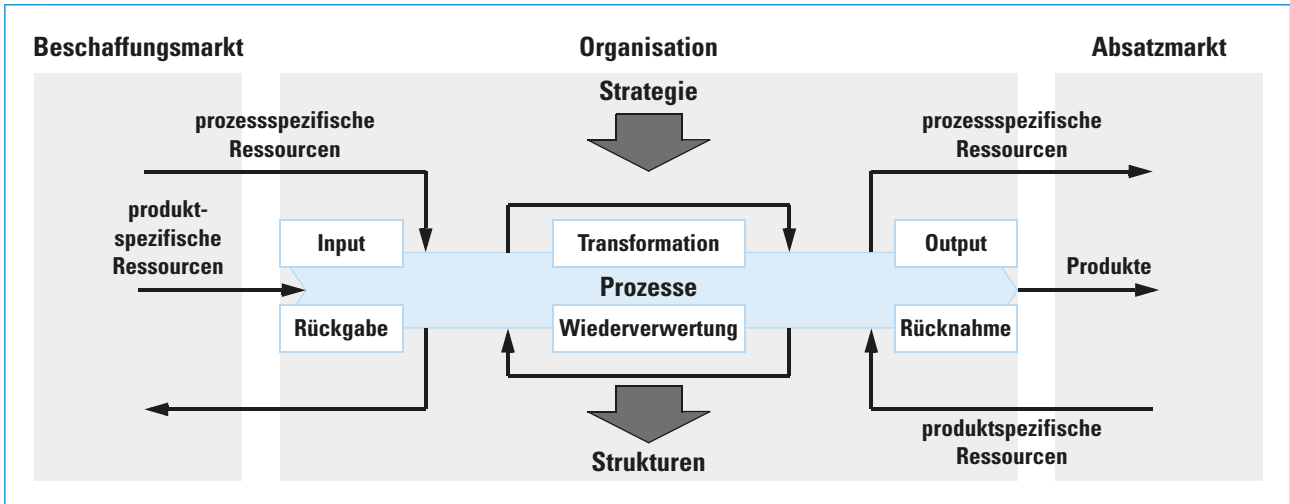 Beschaffungsmarkt
Organisation
Absatzmarkt
Strategie
prozessspezifische
Ressourcen
prozessspezifische
Ressourcen
produkt-
spezifische
Ressourcen
Input
Transformation
Output
Produkte
Prozesse
Rückgabe
Wiederverwertung
Rücknahme
produktspezifische
Ressourcen
Strukturen